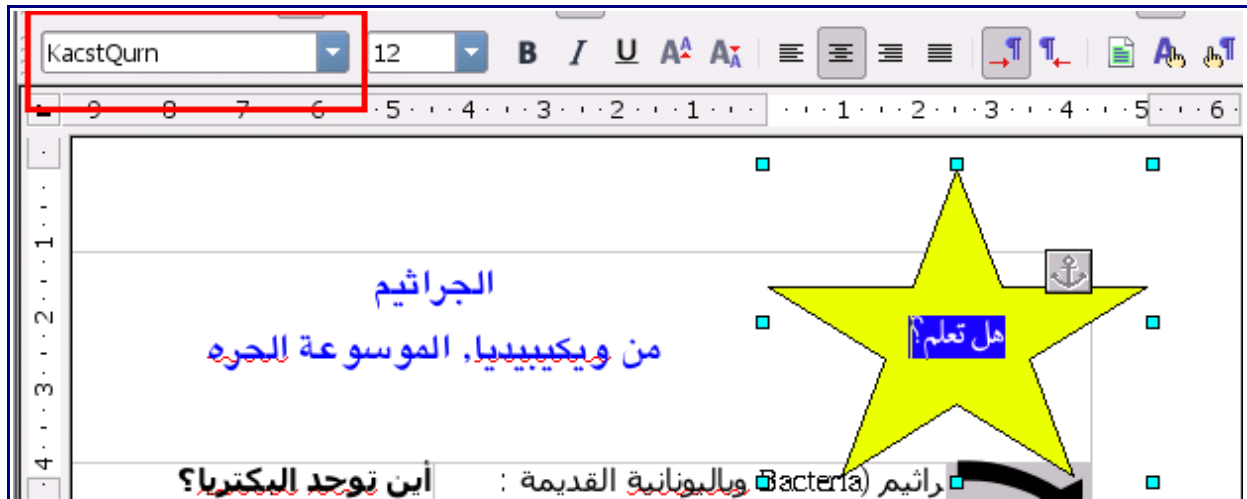 KacstQurn 12 B I U A A A
9 8 7 6 5 4 3 2 1 1 2 3 4 5 6
1
2
3
4
هل تعلم؟
الجراثيم
من ويكيبيديا, الموسوعة الحره
راثيم (Bacteria وباليونانية القديمة :
أين توجد البكتريا؟